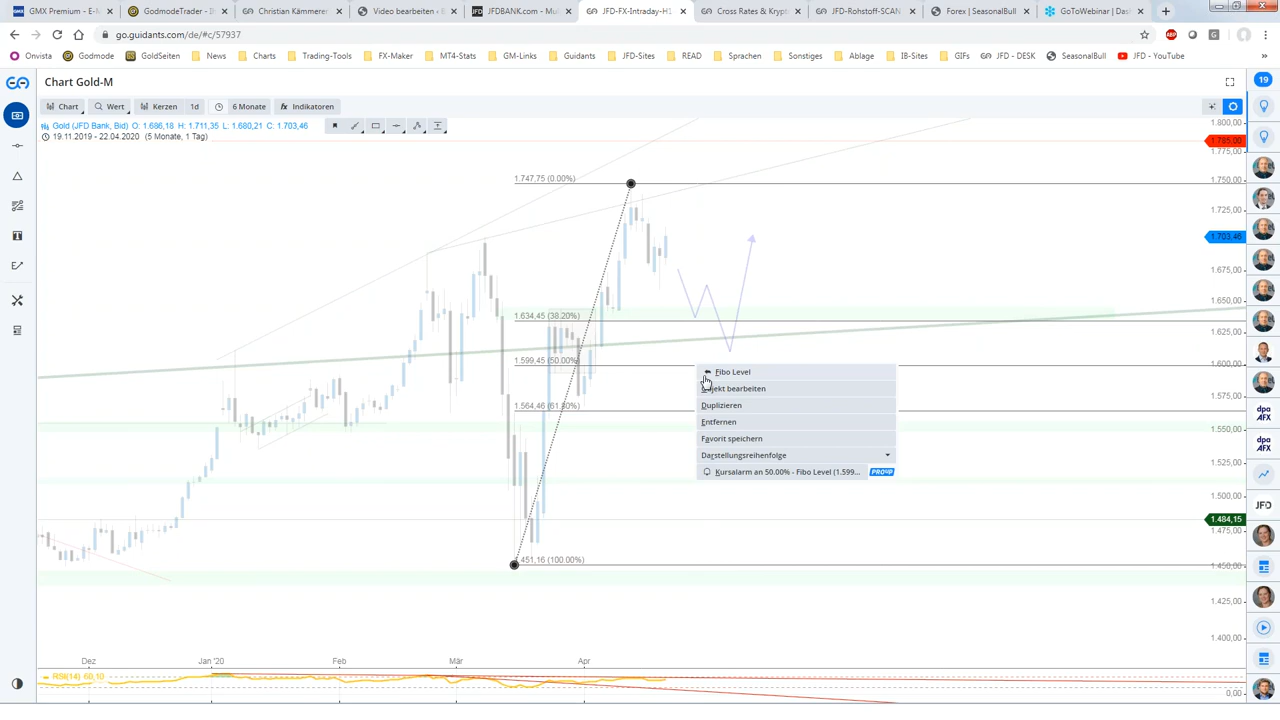 GMX Premium - E-M
GodmodeTrader - IH
Christian Kämmerer
Video bearbeiten -
JFDBANK.com - Mu
JFD-FX-Intraday-H1
Cross Rates & Krypt
JFD-Rohstoff-SCAN
Forex | SeasonalBull
GoToWebinar | Das
go.guidants.com/de/#c/57937
Onvista
Godmode
GoldSeiten
News
Charts
Trading-Tools
FX-Maker
MT4-Stats
GM-Links
Guidants
JFD-Sites
READ
Sprachen
Sonstiges
Ablage
IB-Sites
GIFs
JFD - DESK
SeasonalBull
JFD - YouTube
Chart Gold-M
19
Chart
Wert
Kerzen
1d
6 Monate
Indikatoren
Gold (JFD Bank, Bid) O: 1.686,18 H: 1.711,35 L: 1.680,21 C: 1.703,46
19.11.2019 - 22.04.2020 (5 Monate, 1 Tag)
1.800,00
1.785,00
1.775,00
1.750,00
1.725,00
1.703,46
1.675,00
1.650,00
1.625,00
1.600,00
1.575,00
1.550,00
1.525,00
1.500,00
1.484,15
1.475,00
1.450,00
1.425,00
1.400,00
1.747,75 (0.00%)
1.634,45 (38.20%)
1.599,45 (50.00%)
1.564,46 (61.80%)
451,16 (100.00%)
Fibo Level
Objekt bearbeiten
Duplizieren
Entfernen
Favorit speichern
Darstellungsreihenfolge
Kursalarm an 50.00% - Fibo Level (1.599... PROup
dpa
AFX
dpa
AFX
JFD
Dez
Jan '20
Feb
Mär
Apr
RSI(14) 60,10
0,00